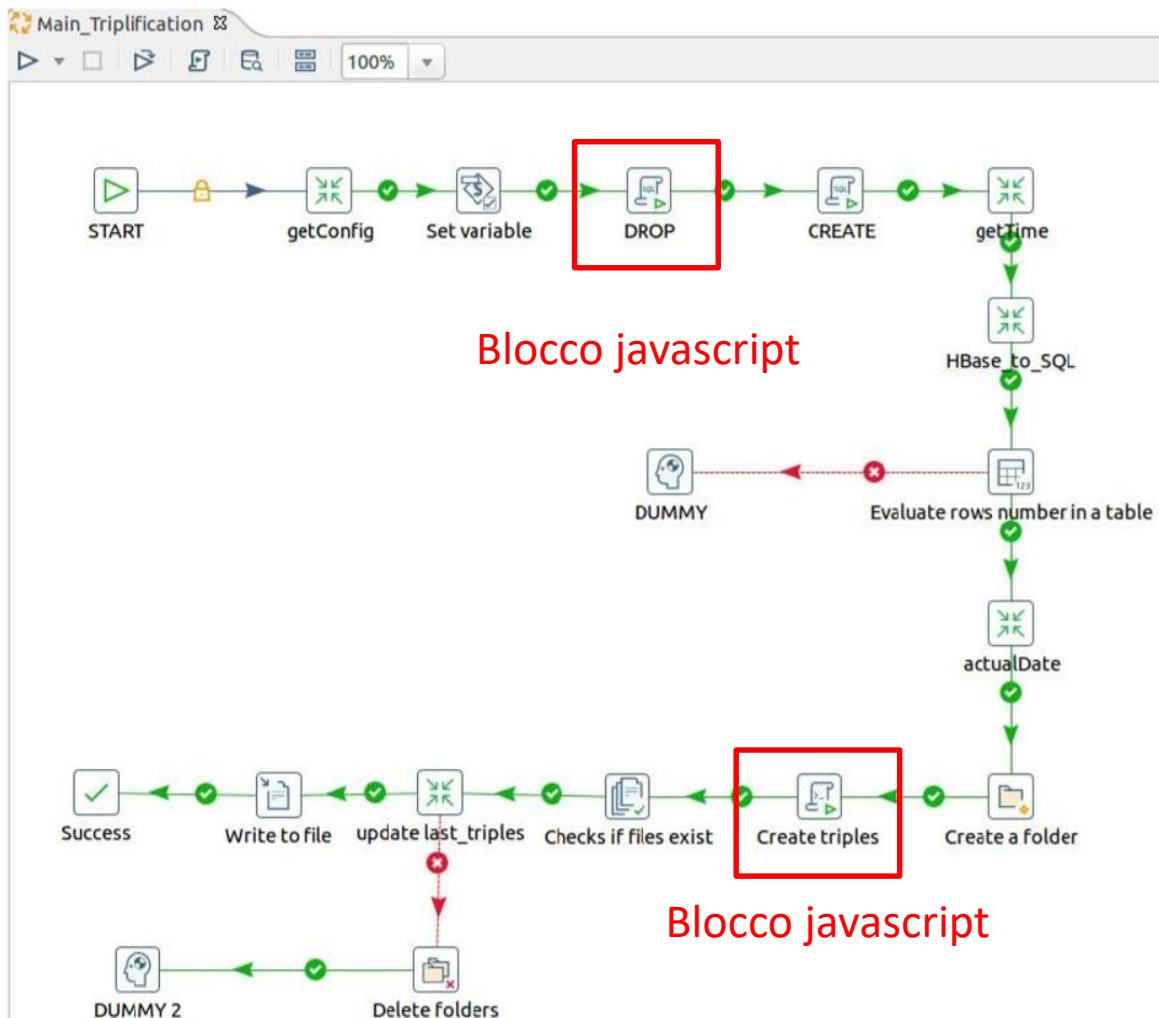 Main_Triplification
100%
START
getConfig
Set variable
DROP
CREATE
getTime
Blocco javascript
HBase_to_SQL
DUMMY
Evaluate rows number in a table
actualDate
Success
Write to file
update last_triples
Checks if files exist
Create triples
Create a folder
Blocco javascript
DUMMY 2
Delete folders